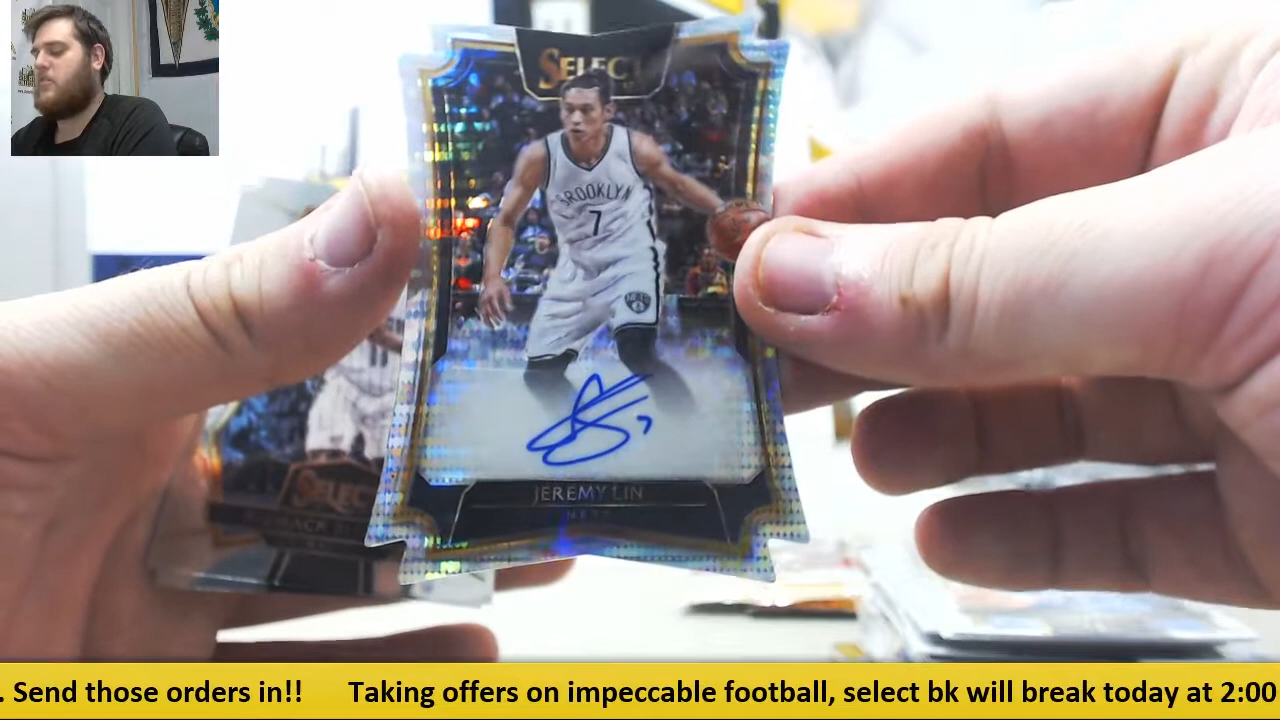 SELECT
BROOKLYN
7
JEREMY LIN
NETS
SELECT
. Send those orders in!! Taking offers on impeccable football, select bk will break today at 2:00